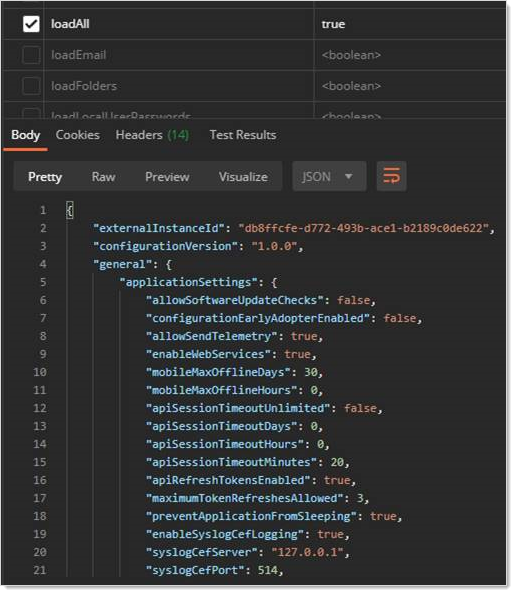 loadAll true
loadEmail <boolean>
loadFolders <boolean>
loadLocalUserPasswords <boolean>
Body Cookies Headers (14) Test Results
Pretty Raw Preview Visualize JSON
1 {
2 "externalInstanceId": "db8ffcfe-d772-493b-ace1-b2189c0de622",
3 "configurationVersion": "1.0.0",
4 "general": {
5 "applicationSettings": {
6 "allowSoftwareUpdateChecks": false,
7 "configurationEarlyAdopterEnabled": false,
8 "allowSendTelemetry": true,
9 "enableWebServices": true,
10 "mobileMaxOfflineDays": 30,
11 "mobileMaxOfflineHours": 0,
12 "apiSessionTimeoutUnlimited": false,
13 "apiSessionTimeoutDays": 0,
14 "apiSessionTimeoutHours": 0,
15 "apiSessionTimeoutMinutes": 20,
16 "apiRefreshTokensEnabled": true,
17 "maximumTokenRefreshesAllowed": 3,
18 "preventApplicationFromSleeping": true,
19 "enableSyslogCefLogging": true,
20 "syslogCefServer": "127.0.0.1",
21 "syslogCefPort": 514,